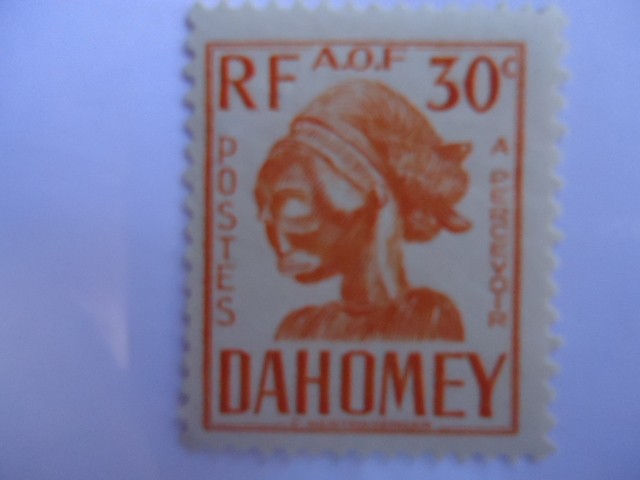 RF A.O.F 30c
POSTES
A PERCEVOIR
DAHOMEY